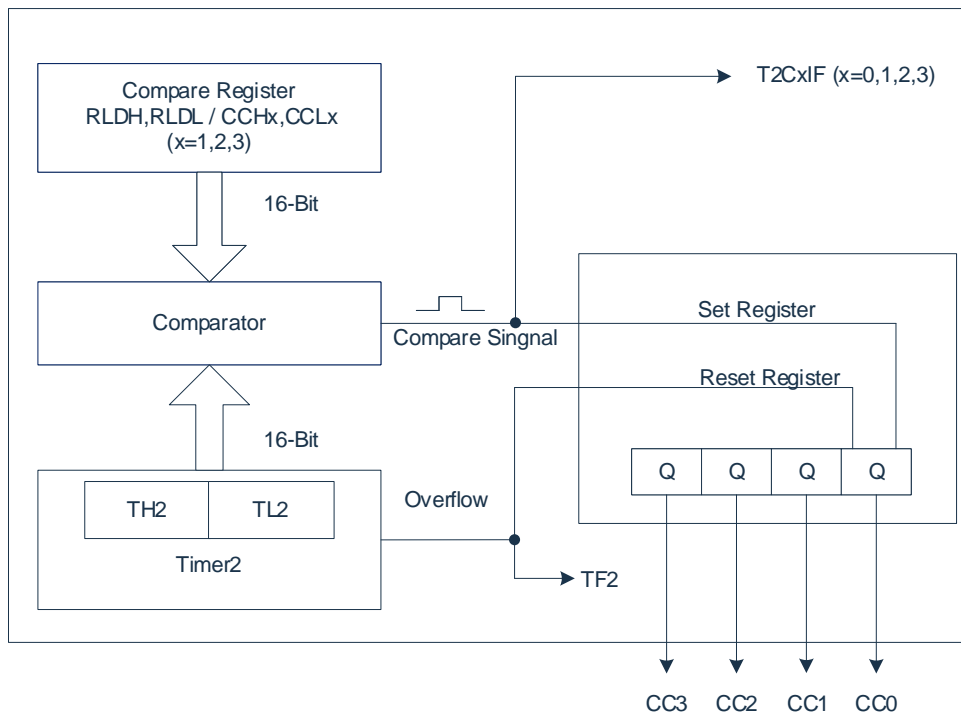 Compare Register
RLDH,RLDL / CCHx,CCLx
(x=1,2,3)
T2CxIF (x=0,1,2,3)
16-Bit
Comparator
Compare Singnal
Set Register
Reset Register
16-Bit
Q Q Q Q
TH2 TL2
Overflow
Timer2
TF2
CC3 CC2 CC1 CC0